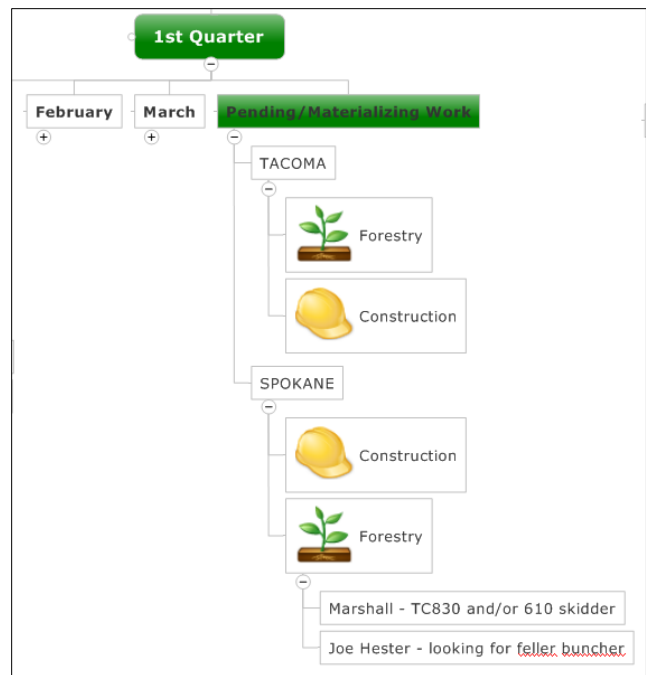 1st Quarter
February
March
Pending/Materializing Work
TACOMA
Forestry
Construction
SPOKANE
Construction
Forestry
Marshall - TC830 and/or 610 skidder
Joe Hester - looking for feller buncher